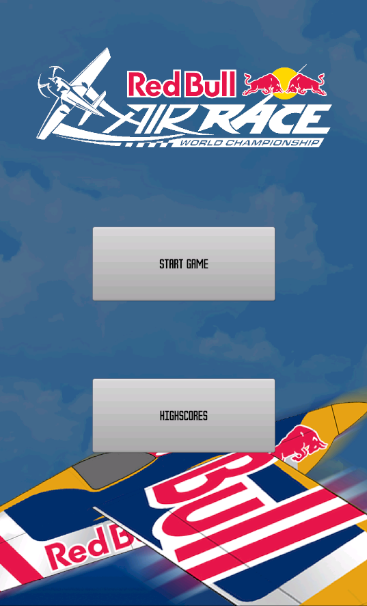 Red Bull
AIR RACE
WORLD CHAMPIONSHIP
START GAME
HIGHSCORES
Bull
Red B